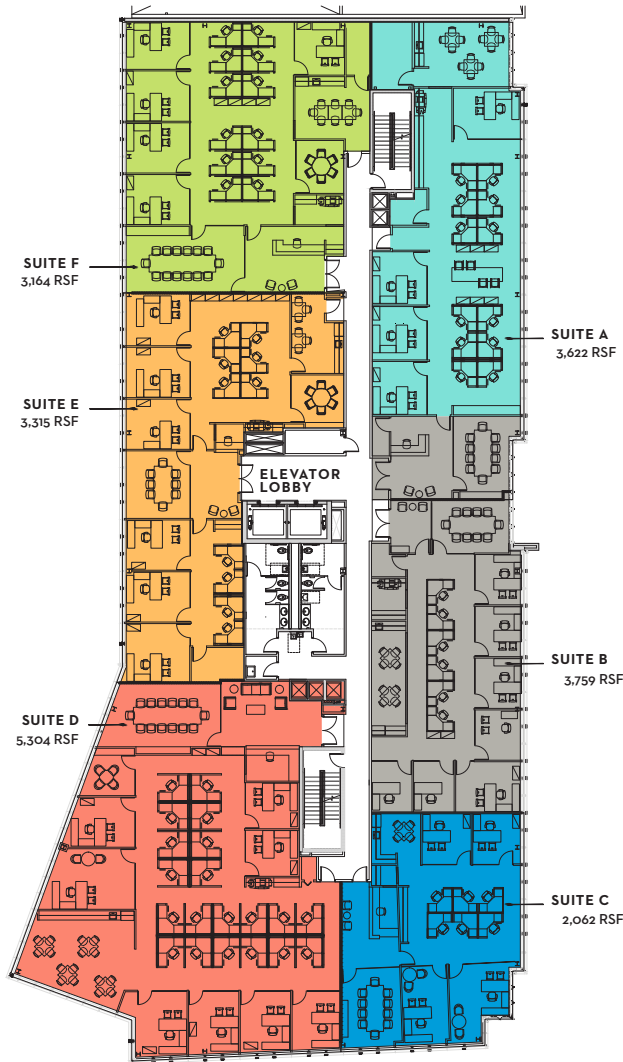 SUITE F
3,164 RSF
SUITE A
3,622 RSF
SUITE E
3,315 RSF
ELEVATOR
LOBBY
SUITE B
3,759 RSF
SUITE D
5,304 RSF
SUITE C
2,062 RSF